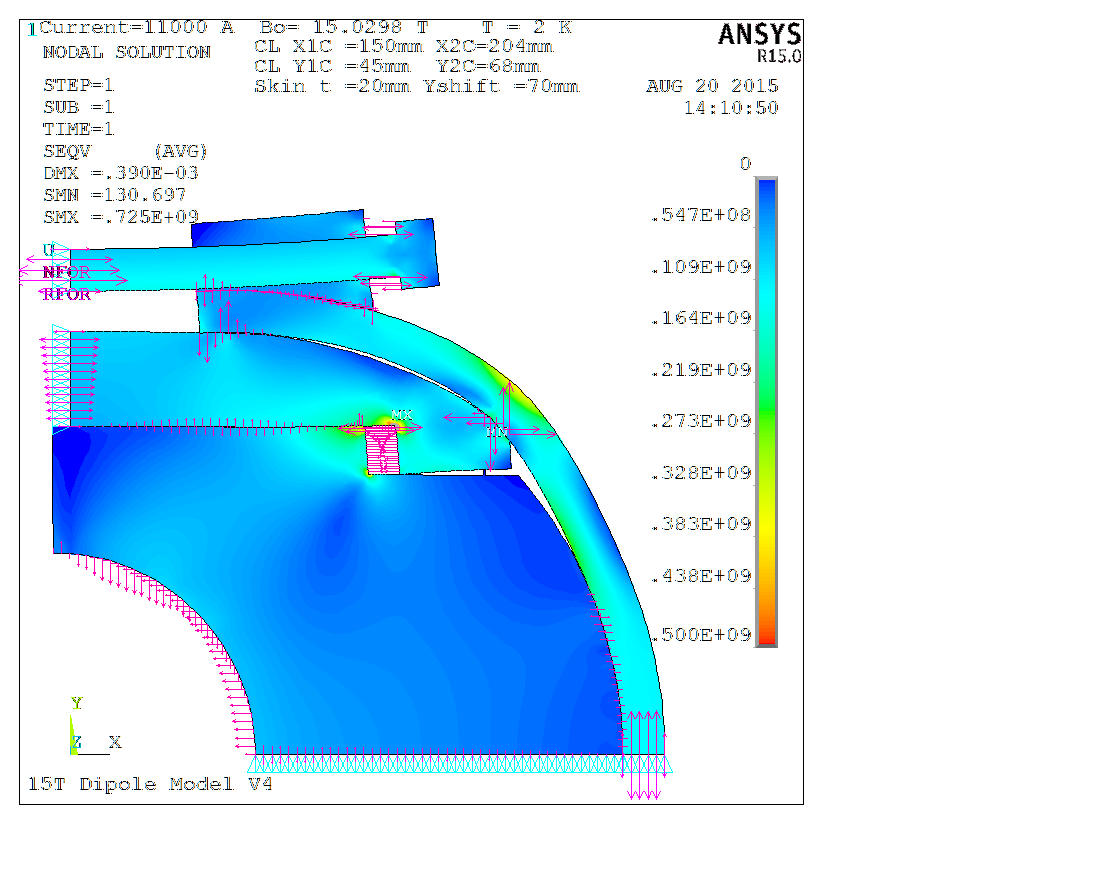 1
Current=11000 A Bo= 15.0298 T T = 2 K
NODAL SOLUTION
CL X1C =150mm X2C=204mm
CL Y1C =45mm Y2C=68mm
Skin t =20mm Yshift =70mm
ANSYS
R15.0
AUG 20 2015
14:10:50
STEP=1
SUB =1
TIME=1
SEQV (AVG)
DMX =.390E-03
SMN =130.697
SMX =.725E+09
U
NFOR
RFOR
MX
MN
0
.547E+08
.109E+09
.164E+09
.219E+09
.273E+09
.328E+09
.383E+09
.438E+09
.500E+09
Y
Z X
15T Dipole Model V4